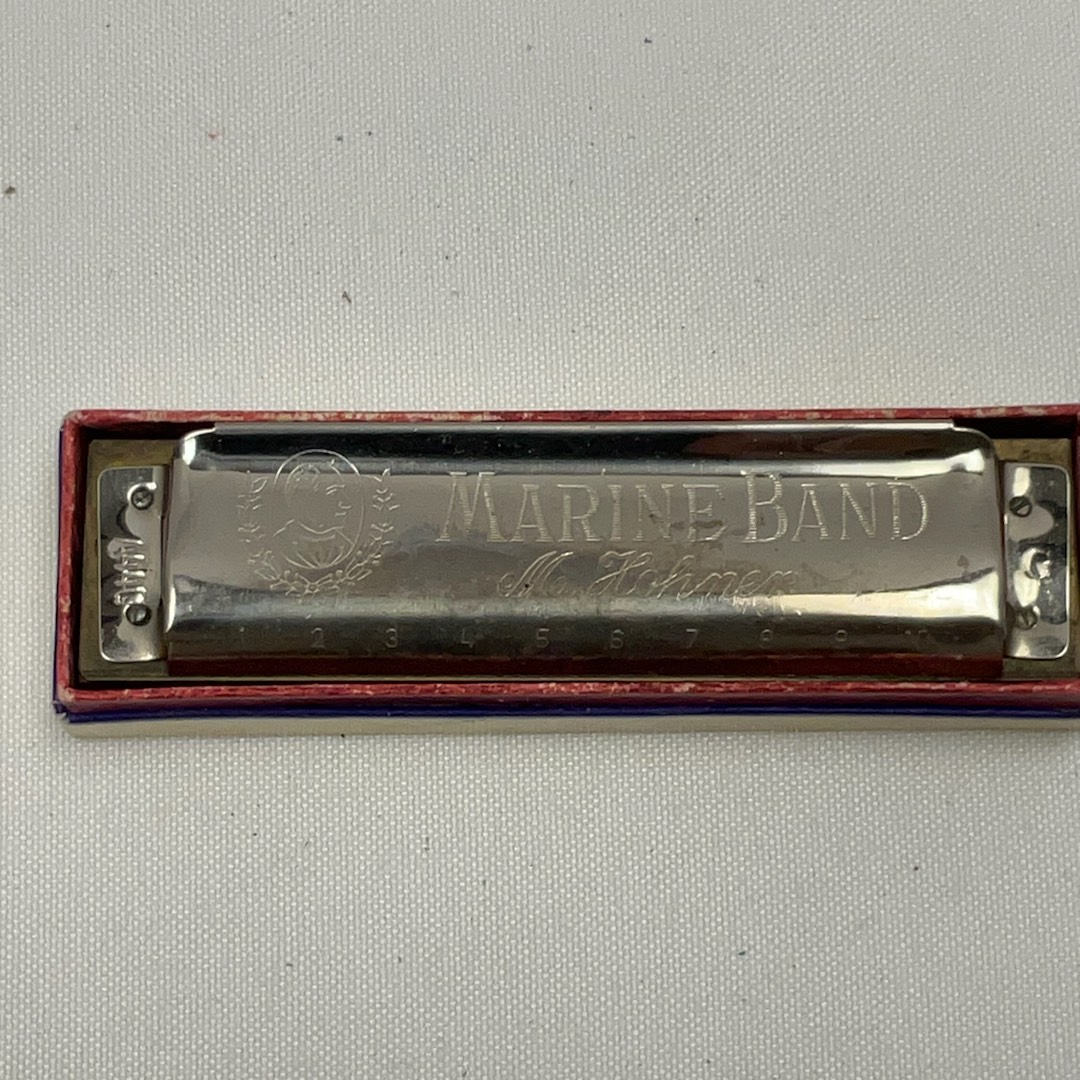 MARINE BAND
M. Hohner
1 2 3 4 5 6 7 8 9 10
C